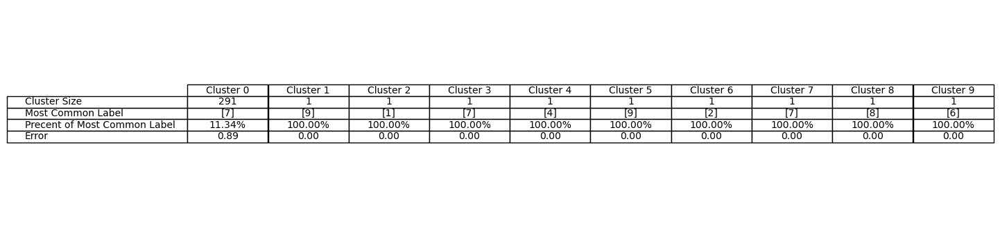 Cluster 0 Cluster 1 Cluster 2 Cluster 3 Cluster 4 Cluster 5 Cluster 6 Cluster 7 Cluster 8 Cluster 9
Cluster Size 291 1 1 1 1 1 1 1 1 1
Most Common Label [7] [9] [1] [7] [4] [9] [2] [7] [8] [6]
Precent of Most Common Label 11.34% 100.00% 100.00% 100.00% 100.00% 100.00% 100.00% 100.00% 100.00% 100.00%
Error 0.89 0.00 0.00 0.00 0.00 0.00 0.00 0.00 0.00 0.00